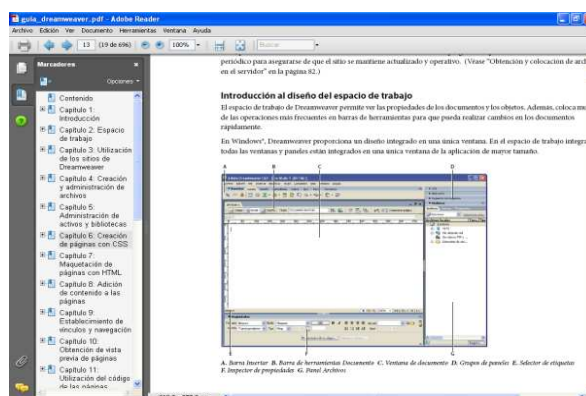 guia_dreamweaver.pdf - Adobe Reader
Archivo Edición Ver Documento Herramientas Ventana Ayuda
13 (19 de 696) 100% Buscar
Marcadores
Opciones
Contenido
Capítulo 1:
Introducción
Capítulo 2: Espacio
de trabajo
Capítulo 3: Utilización
de los sitios de
Dreamweaver
Capítulo 4: Creación
y administración de
archivos
Capítulo 5:
Administración de
activos y bibliotecas
Capítulo 6: Creación
de páginas con CSS
Capítulo 7:
Maquetación de
páginas con HTML
Capítulo 8: Adición
de contenido a las
páginas
Capítulo 9:
Establecimiento de
vínculos y navegación
Capítulo 10:
Obtención de vista
previa de páginas
Capítulo 11:
Utilización del código
de las páginas
periódico para asegurarse de que el sitio se mantiene actualizado y operativo. (Véase "Obtención y colocación de arch
en el servidor" en la página 82.)
Introducción al diseño del espacio de trabajo
El espacio de trabajo de Dreamweaver permite ver las propiedades de los documentos y los objetos. Además, coloca mu
de las operaciones más frecuentes en barras de herramientas para que pueda realizar cambios en los documentos
rápidamente.
En Windows®, Dreamweaver proporciona un diseño integrado en una única ventana. En el espacio de trabajo integra
todas las ventanas y paneles están integrados en una única ventana de la aplicación de mayor tamaño.
A B C D
E F G
A. Barra Insertar B. Barra de herramientas Documento C. Ventana de documento D. Grupos de paneles E. Selector de etiquetas
F. Inspector de propiedades G. Panel Archivos